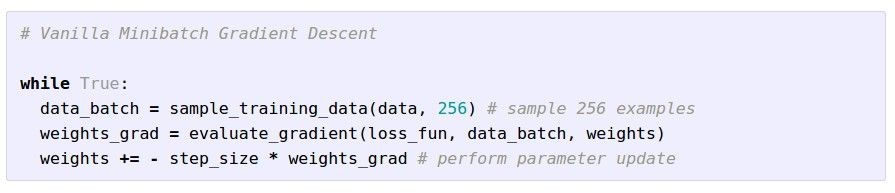 # Vanilla Minibatch Gradient Descent
while True:
data_batch = sample_training_data(data, 256) # sample 256 examples
weights_grad = evaluate_gradient(loss_fun, data_batch, weights)
weights += - step_size * weights_grad # perform parameter update